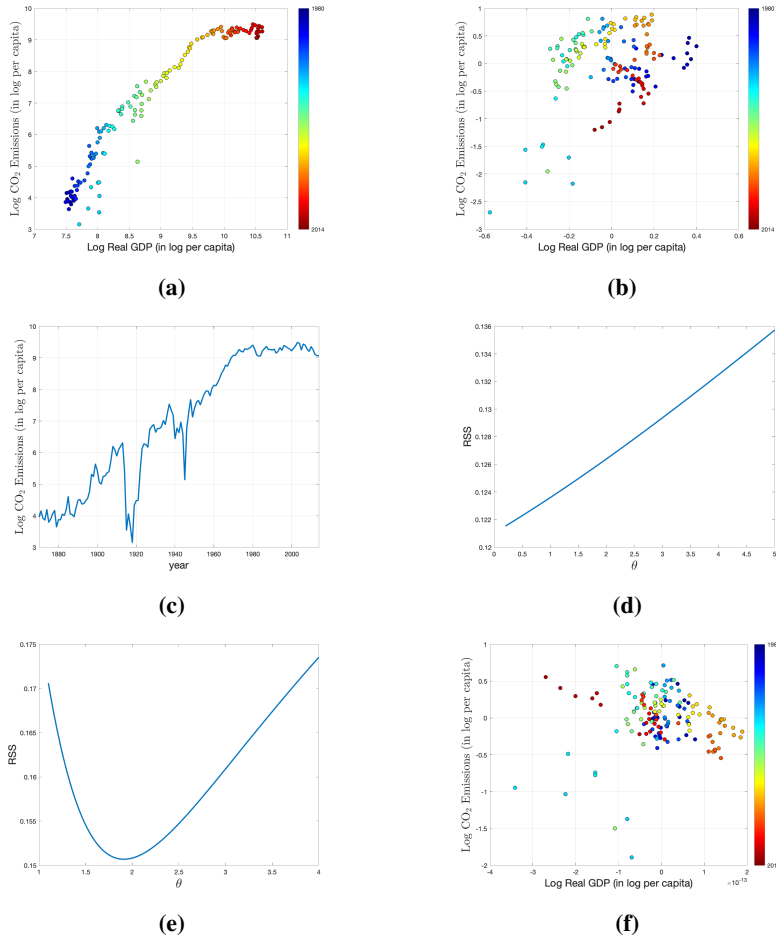 10
9
8
7
6
5
4
3
Log CO₂ Emissions (in log per capita)
7 7.5 8 8.5 9 9.5 10 10.5 11
Log Real GDP (in log per capita)
1980
2014
(a)
1
0.5
0
-0.5
-1
-1.5
-2
-2.5
-3
Log CO₂ Emissions (in log per capita)
-0.6 -0.4 -0.2 0 0.2 0.4 0.6
Log Real GDP (in log per capita)
1980
2014
(b)
10
9
8
7
6
5
4
3
Log CO₂ Emissions (in log per capita)
1880 1900 1920 1940 1960 1980 2000
year
(c)
0.136
0.134
0.132
0.13
0.128
0.126
0.124
0.122
0.12
RSS
0 0.5 1 1.5 2 2.5 3 3.5 4 4.5 5
θ
(d)
0.175
0.17
0.165
0.16
0.155
0.15
RSS
1 1.5 2 2.5 3 3.5 4
θ
(e)
1
0.5
0
-0.5
-1
-1.5
-2
Log CO₂ Emissions (in log per capita)
-4 -3 -2 -1 0 1 2
×10⁻¹³
Log Real GDP (in log per capita)
(f)